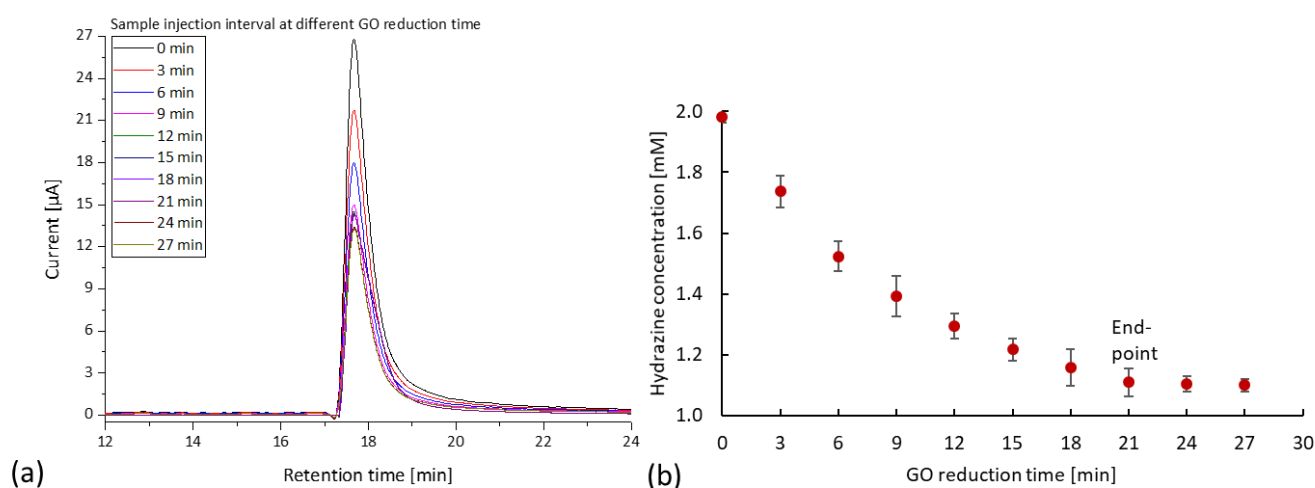 Sample injection interval at different GO reduction time
0 min
3 min
6 min
9 min
12 min
15 min
18 min
21 min
24 min
27 min
27
24
21
18
15
12
9
6
3
0
Current [µA]
12 14 16 18 20 22 24
Retention time [min]
(a)
2.0
1.8
1.6
1.4
1.2
1.0
Hydrazine concentration [mM]
End-
point
0 3 6 9 12 15 18 21 24 27 30
GO reduction time [min]
(b)